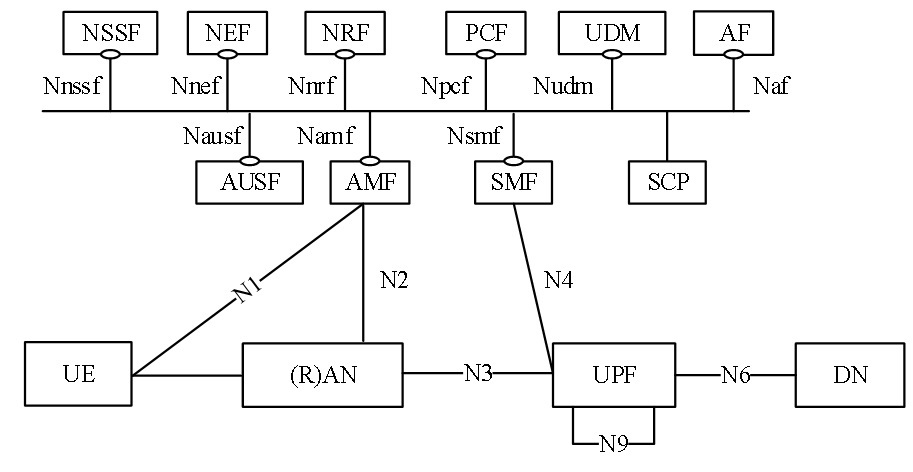 NSSF NEF NRF PCF UDM AF
Nnssf Nnef Nnrf Npcf Nudm Naf
Nausf Namf Nsmf
AUSF AMF SMF SCP
N1 N2 N4
UE (R)AN N3 UPF N6 DN
N9